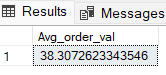 Results Messages
Avg_order_val
1 38.3072623343546